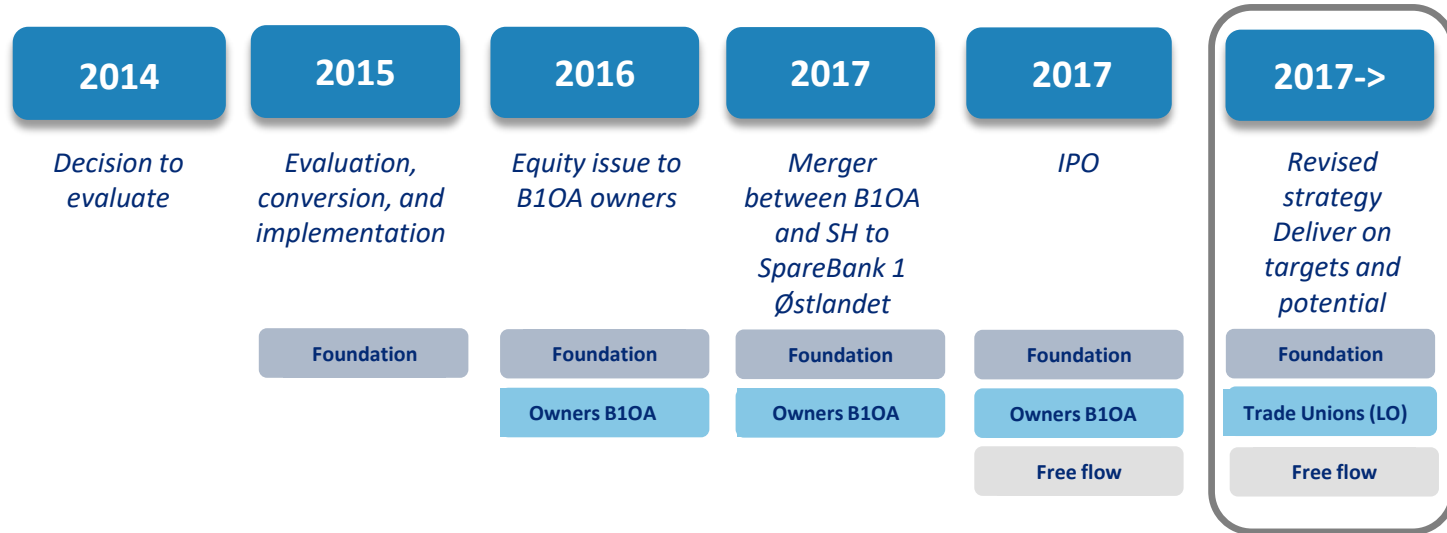 2014
2015
2016
2017
2017
2017->
Decision to
evaluate
Evaluation,
conversion, and
implementation
Equity issue to
B1OA owners
Merger
between B1OA
and SH to
SpareBank 1
Østlandet
IPO
Revised
strategy
Deliver on
targets and
potential
Foundation
Foundation
Foundation
Foundation
Foundation
Owners B1OA
Owners B1OA
Owners B1OA
Trade Unions (LO)
Free flow
Free flow